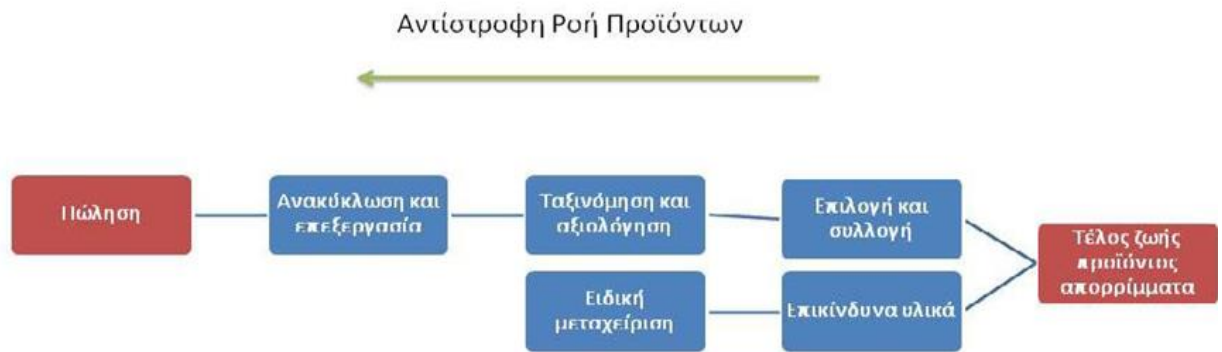 Αντίστροφη Ροή Προϊόντων
Πώληση
Ανακύκλωση και
επεξεργασία
Ταξινόμηση και
αξιολόγηση
Επιλογή και
συλλογή
Τέλος ζωής
προϊόντος
απορρίμματα
Ειδική
μεταχείριση
Επικίνδυνα υλικά